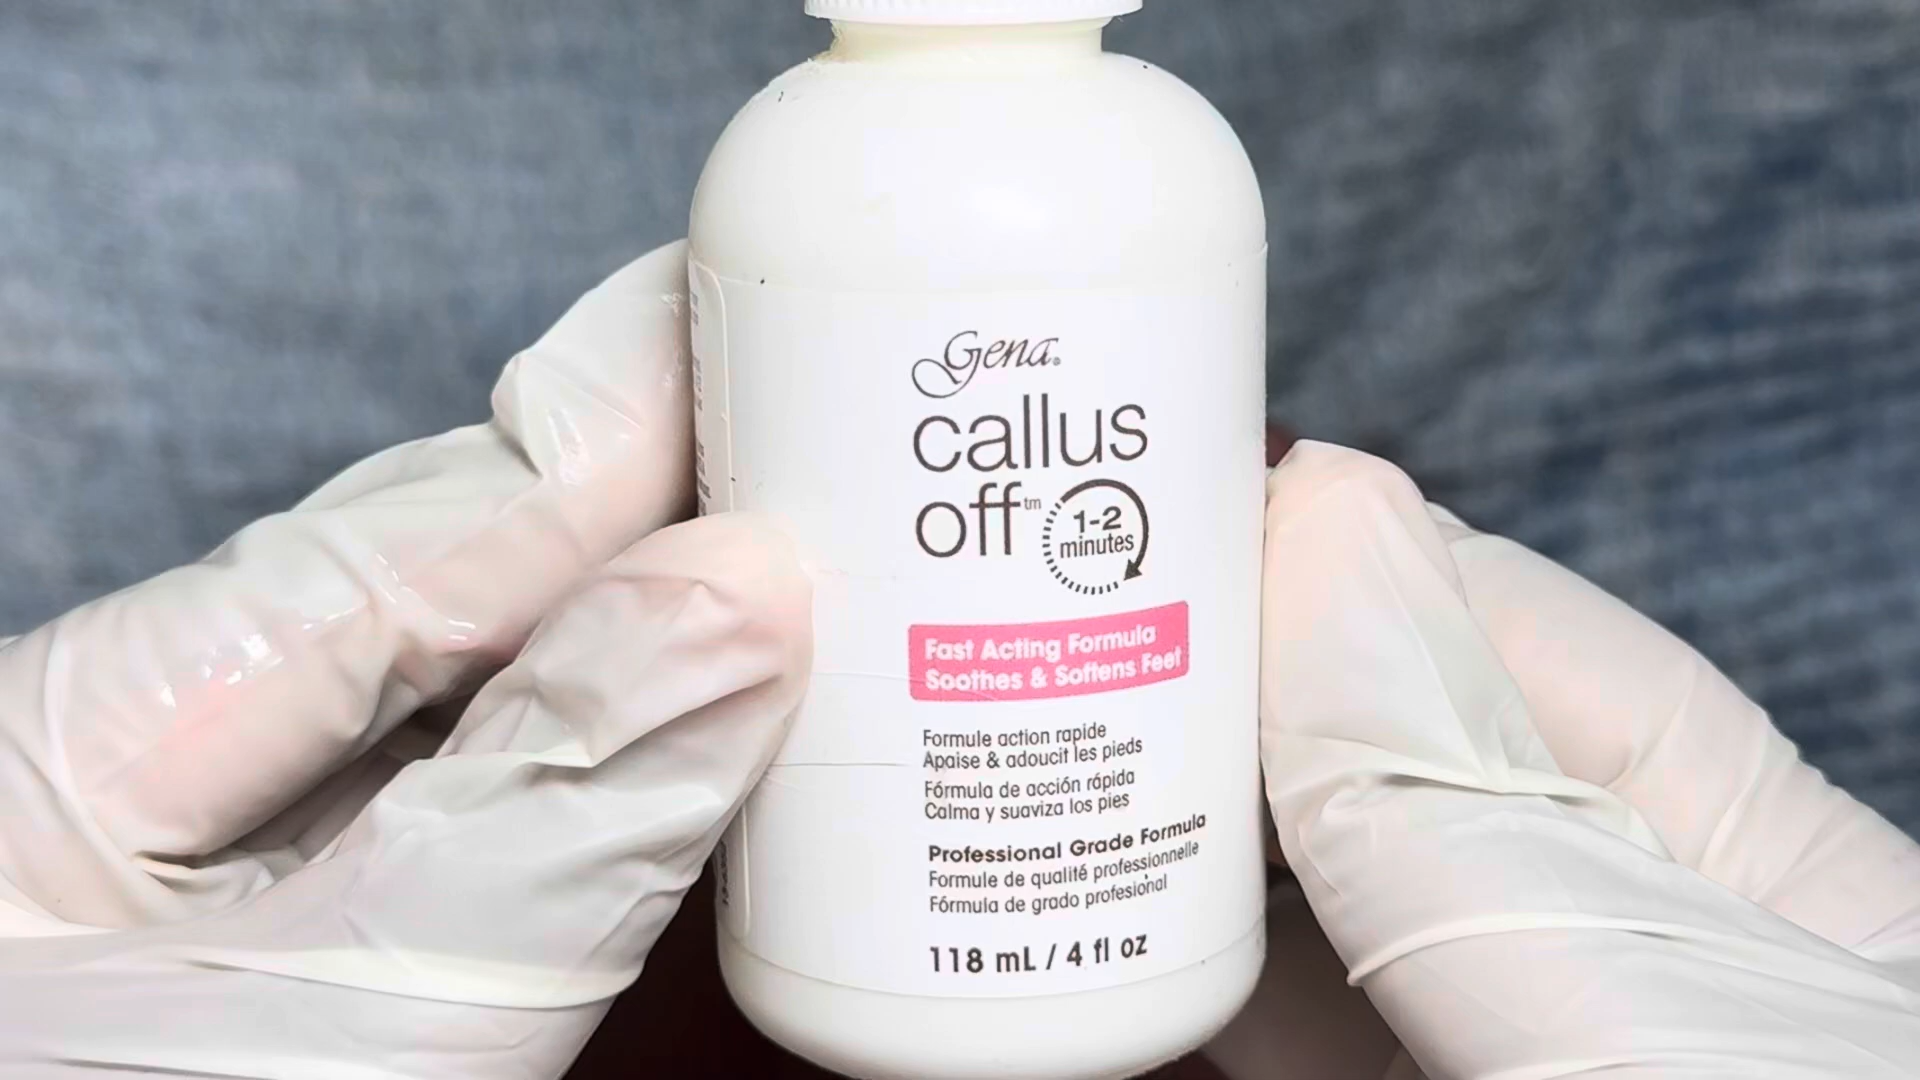 Gena®
callus
off™
1-2
minutes
Fast Acting Formula
Soothes & Softens Feet
Formule action rapide
Apaise & adoucit les pieds
Fórmula de acción rápida
Calma y suaviza los pies
Professional Grade Formula
Formule de qualité professionnelle
Fórmula de grado profesional
118 mL / 4 fl oz